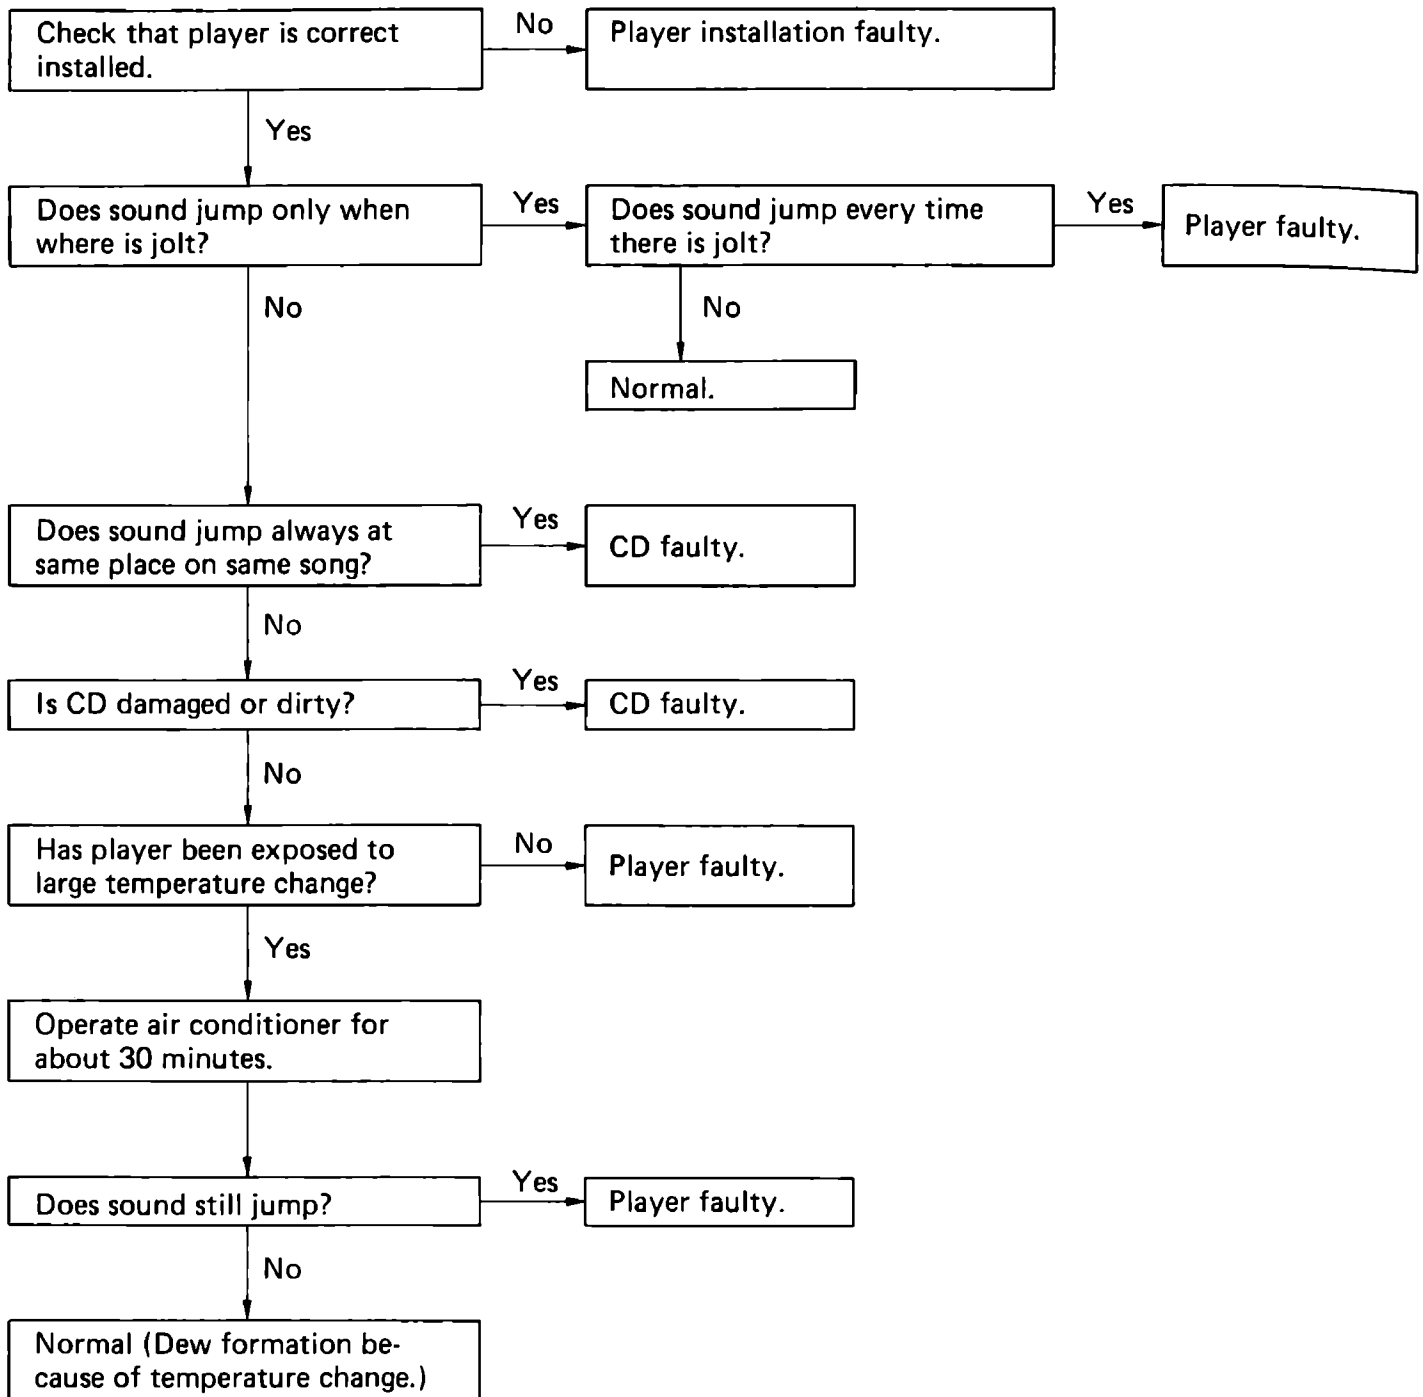 Check that player is correct
installed.
No
Player installation faulty.
Yes
Does sound jump only when
where is jolt?
Yes
Does sound jump every time
there is jolt?
Yes
Player faulty.
No
No
Normal.
Does sound jump always at
same place on same song?
Yes
CD faulty.
No
Is CD damaged or dirty?
Yes
CD faulty.
No
Has player been exposed to
large temperature change?
No
Player faulty.
Yes
Operate air conditioner for
about 30 minutes.
Does sound still jump?
Yes
Player faulty.
No
Normal (Dew formation be-
cause of temperature change.)